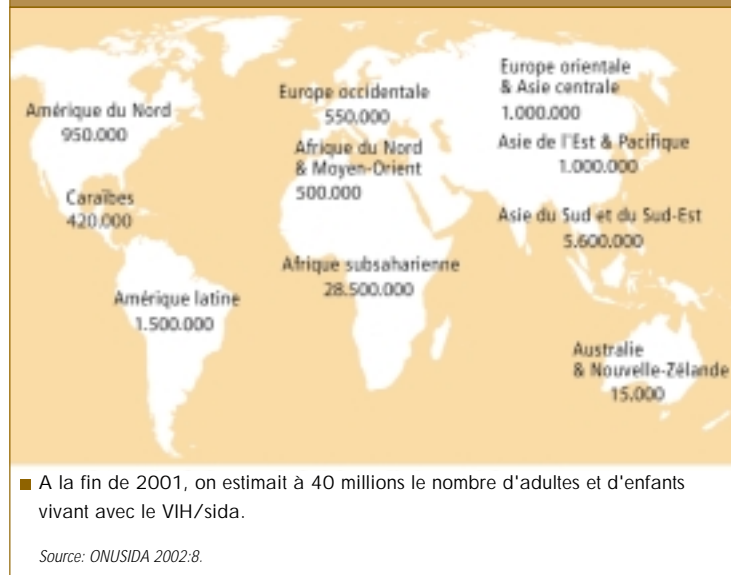 Amérique du Nord
950.000
Caraïbes
420.000
Amérique latine
1.500.000
Europe occidentale
550.000
Afrique du Nord
& Moyen-Orient
500.000
Afrique subsaharienne
28.500.000
Europe orientale
& Asie centrale
1.000.000
Asie de l'Est & Pacifique
1.000.000
Asie du Sud et du Sud-Est
5.600.000
Australie
& Nouvelle-Zélande
15.000
A la fin de 2001, on estimait à 40 millions le nombre d'adultes et d'enfants
vivant avec le VIH/sida.
Source: ONUSIDA 2002:8.